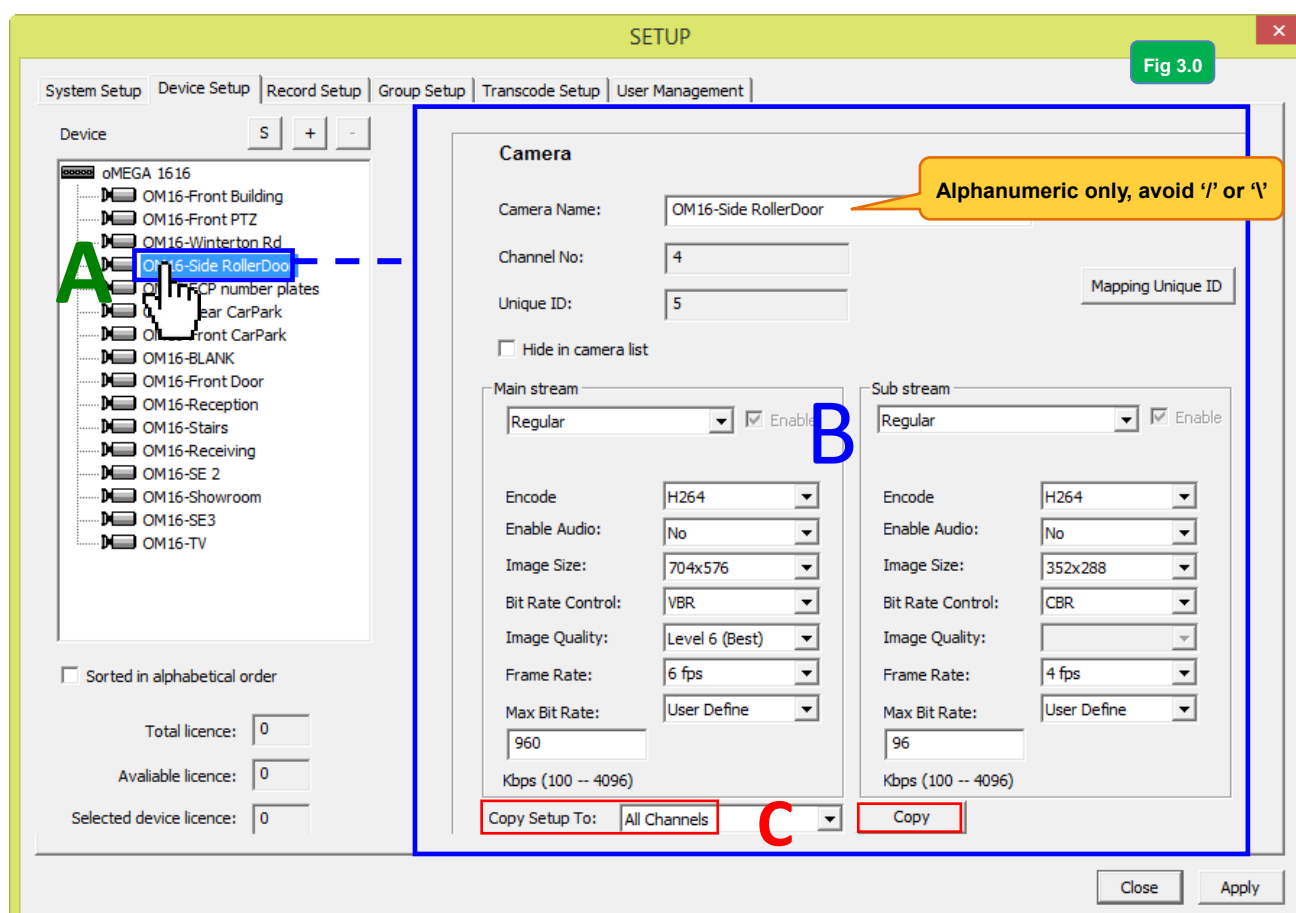 SETUP
Fig 3.0
System Setup Device Setup Record Setup Group Setup Transcode Setup User Management
Device S + -
oMEGA 1616
OM16-Front Building
OM16-Front PTZ
OM16-Winterton Rd
OM16-Side RollerDoo
CP number plates
ear CarPark
ront CarPark
OM16-BLANK
OM16-Front Door
OM16-Reception
OM16-Stairs
OM16-Receiving
OM16-SE 2
OM16-Showroom
OM16-SE3
OM16-TV
A
Sorted in alphabetical order
Total licence: 0
Avaliable licence: 0
Selected device licence: 0
Camera
Camera Name: OM16-Side RollerDoor
Alphanumeric only, avoid ‘/’ or ‘\’
Channel No: 4
Unique ID: 5
Mapping Unique ID
Hide in camera list
B
Main stream
Regular Enable
Encode H264
Enable Audio: No
Image Size: 704x576
Bit Rate Control: VBR
Image Quality: Level 6 (Best)
Frame Rate: 6 fps
Max Bit Rate: User Define
960
Kbps (100 -- 4096)
Sub stream
Regular Enable
Encode H264
Enable Audio: No
Image Size: 352x288
Bit Rate Control: CBR
Image Quality:
Frame Rate: 4 fps
Max Bit Rate: User Define
96
Kbps (100 -- 4096)
Copy Setup To: All Channels C Copy
Close Apply